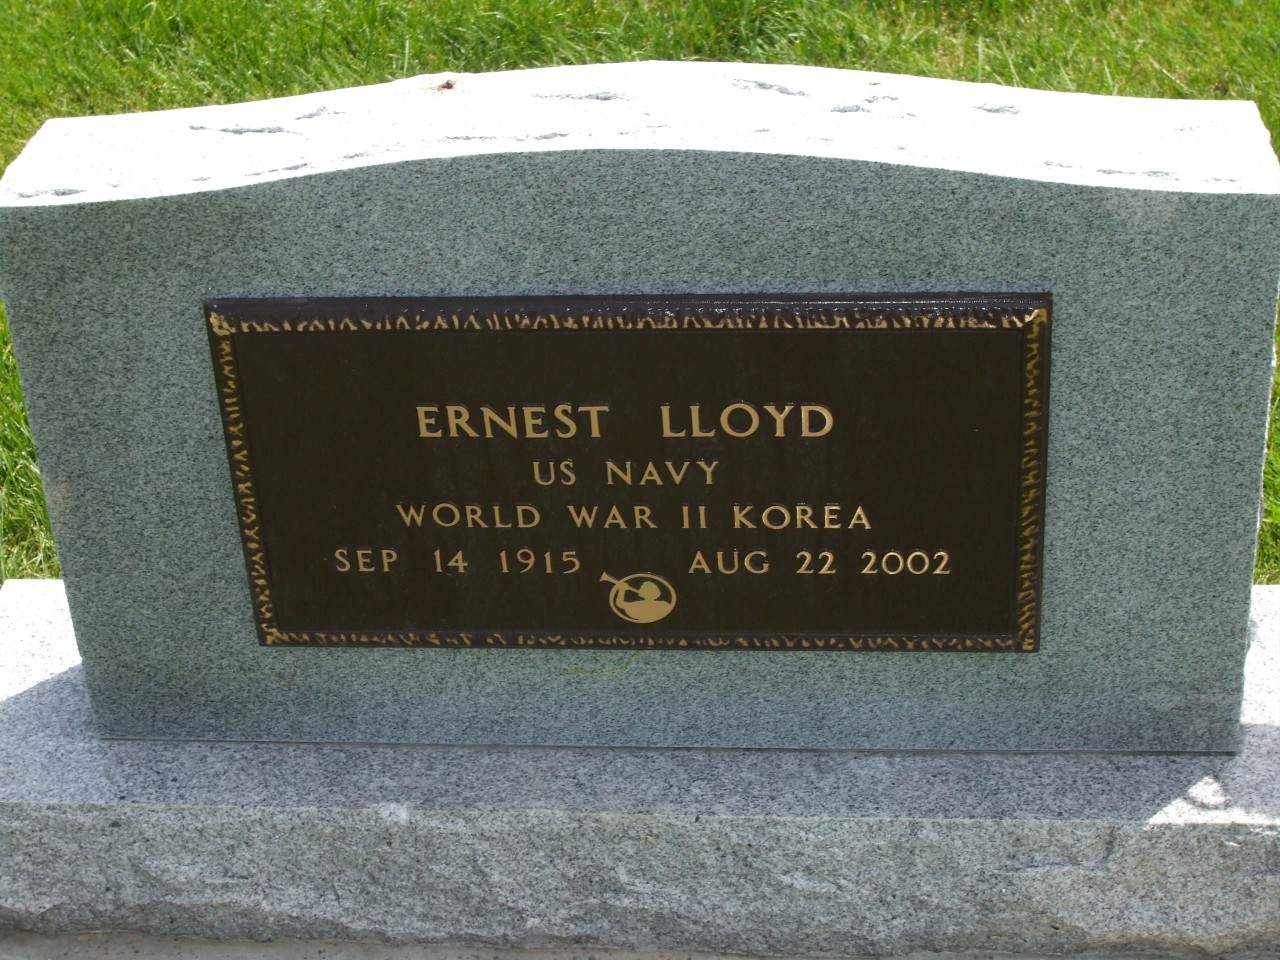 ERNEST LLOYD
US NAVY
WORLD WAR II KOREA
SEP 14 1915 AUG 22 2002